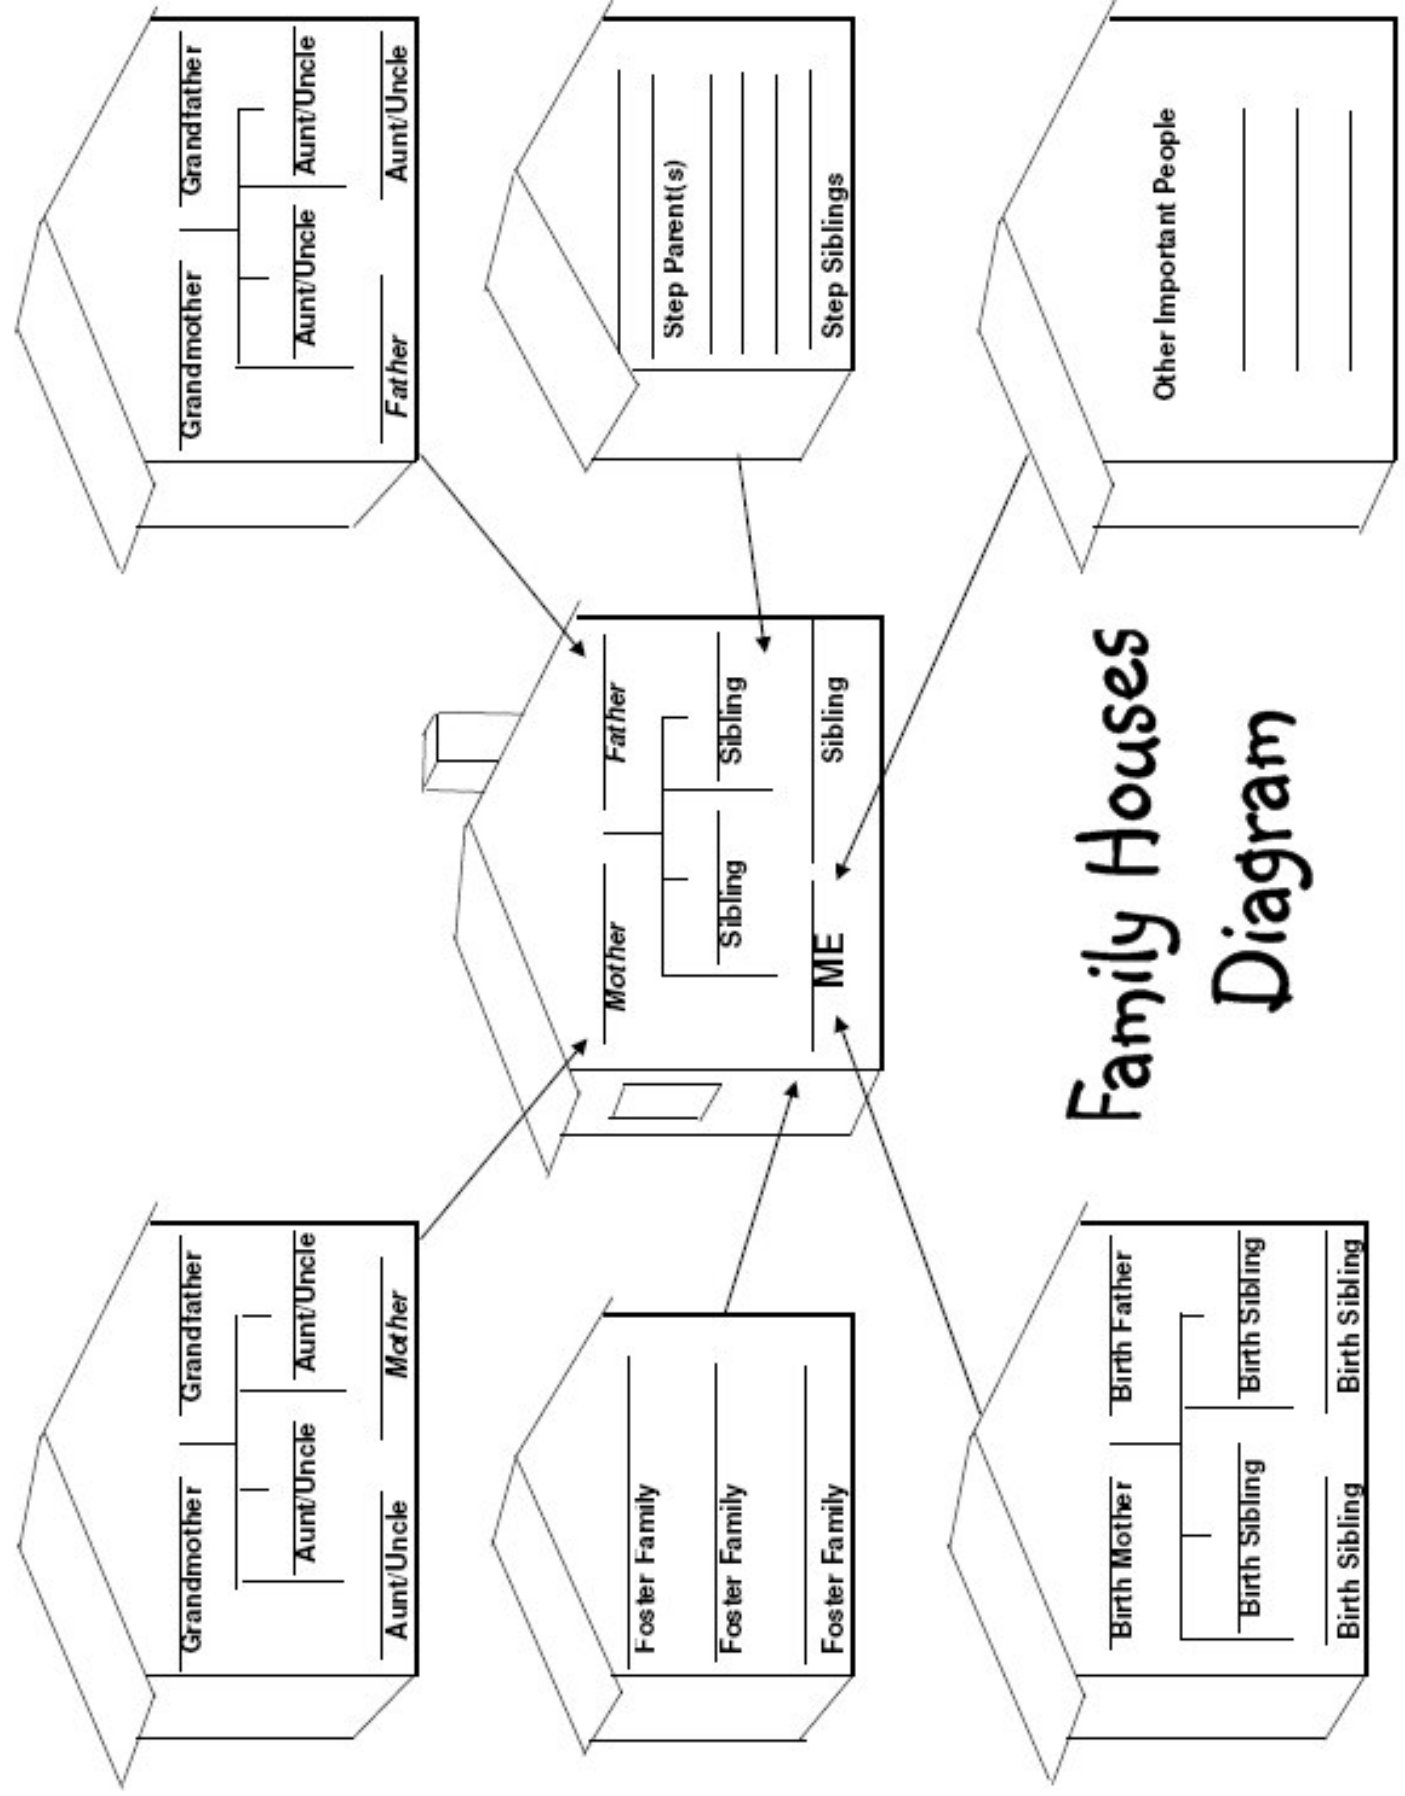 Grandmother Grandfather
Aunt/Uncle Aunt/Uncle
Aunt/Uncle Mother
Grandmother Grandfather
Aunt/Uncle Aunt/Uncle
Father Aunt/Uncle
Mother Father
Sibling Sibling
ME Sibling
Foster Family
Foster Family
Foster Family
Step Parent(s)
Step Siblings
Birth Mother Birth Father
Birth Sibling Birth Sibling
Birth Sibling Birth Sibling
Family Houses
Diagram
Other Important People